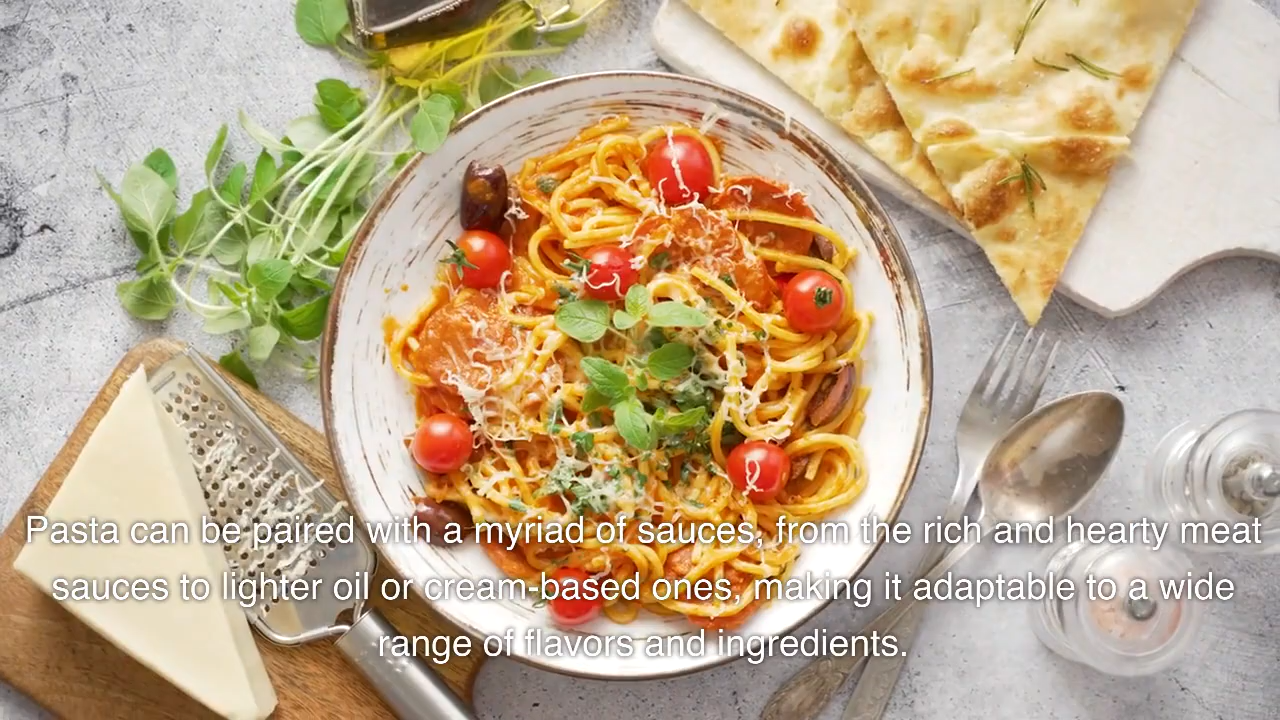 Pasta can be paired with a myriad of sauces, from the rich and hearty meat
sauces to lighter oil or cream-based ones, making it adaptable to a wide
range of flavors and ingredients.